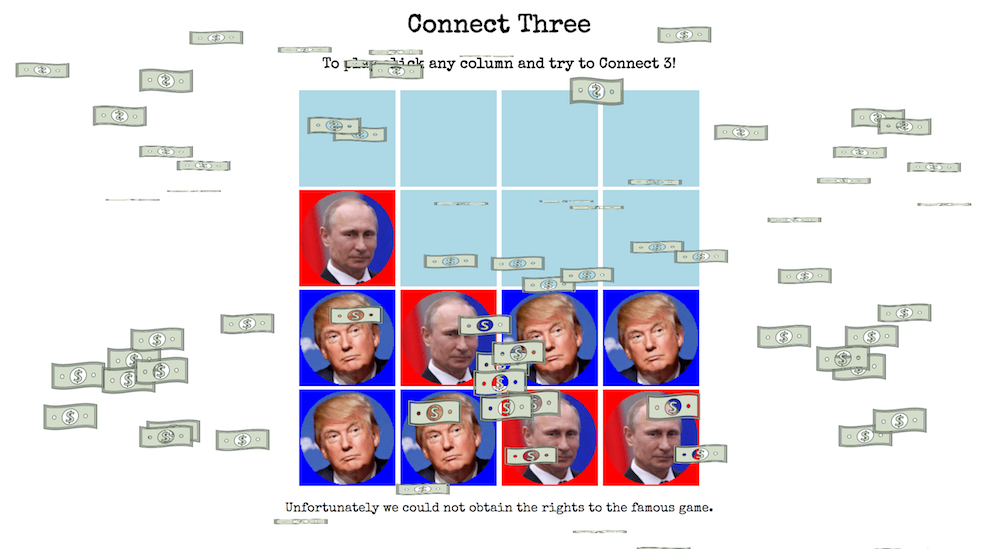 Connect Three
To play click any column and try to Connect 3!
Unfortunately we could not obtain the rights to the famous game.